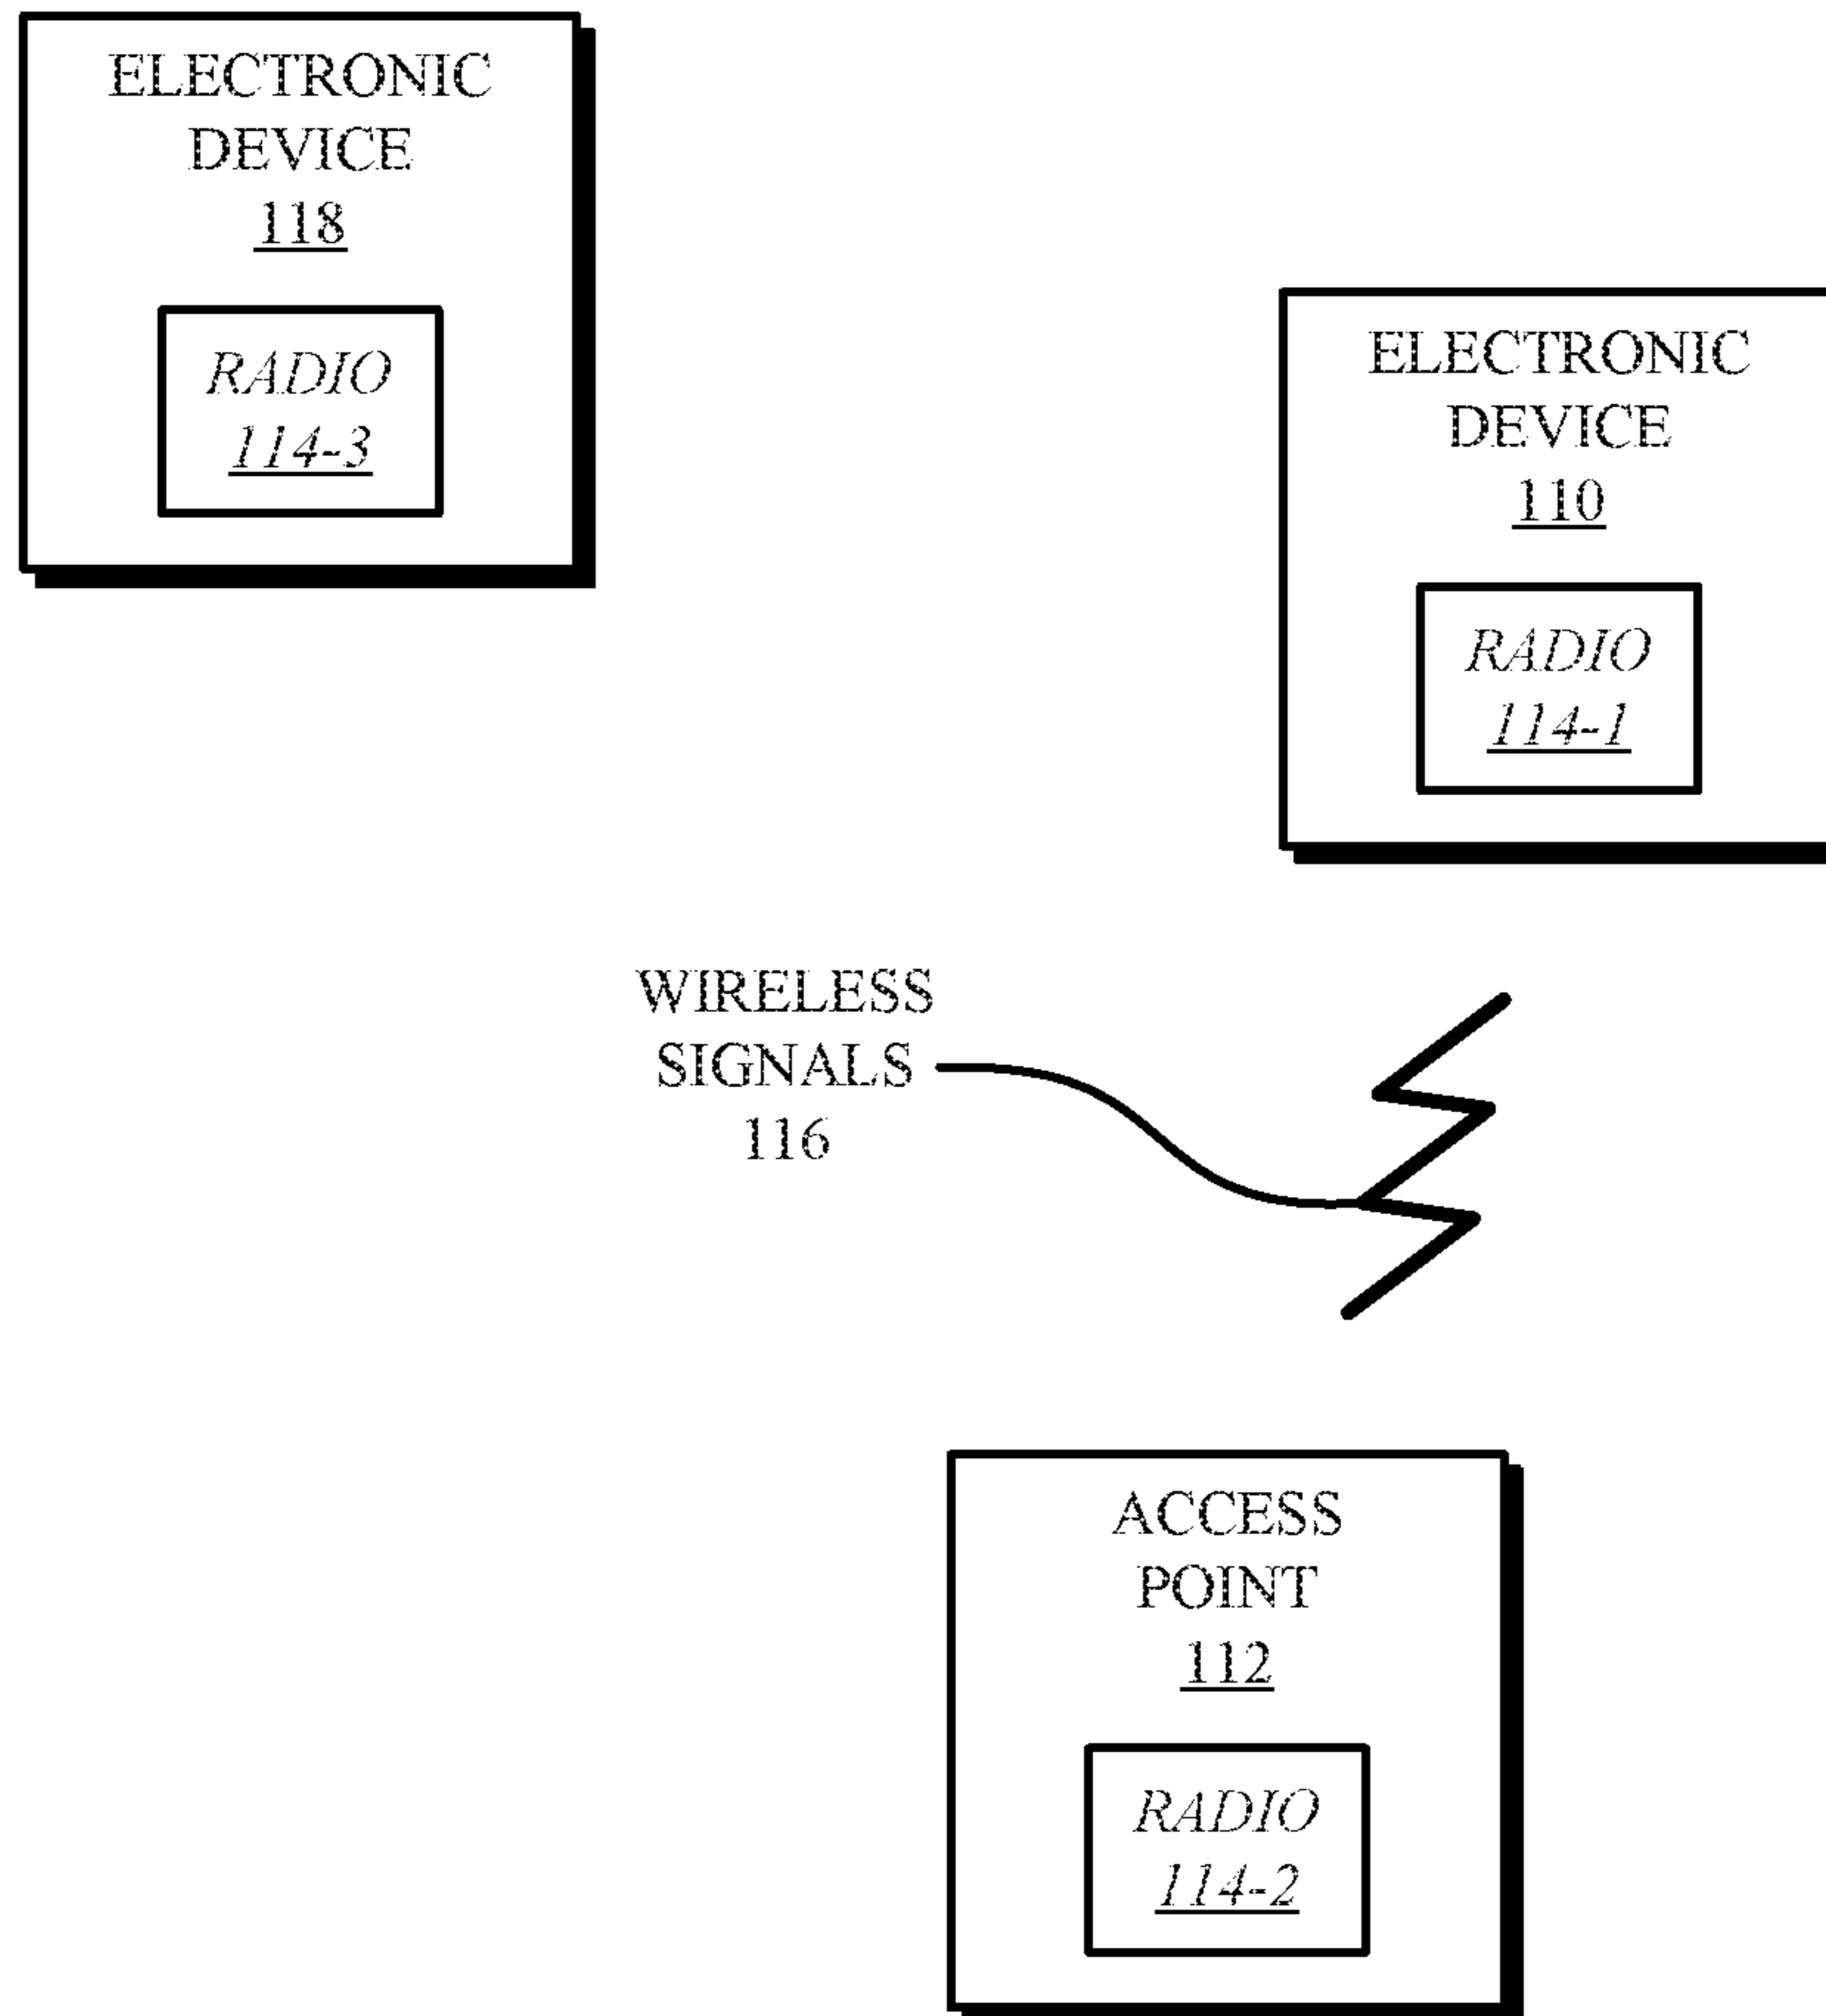 ELECTRONIC
DEVICE
118
RADIO
114-3
ELECTRONIC
DEVICE
110
RADIO
114-1
WIRELESS
SIGNALS
116
ACCESS
POINT
112
RADIO
114-2